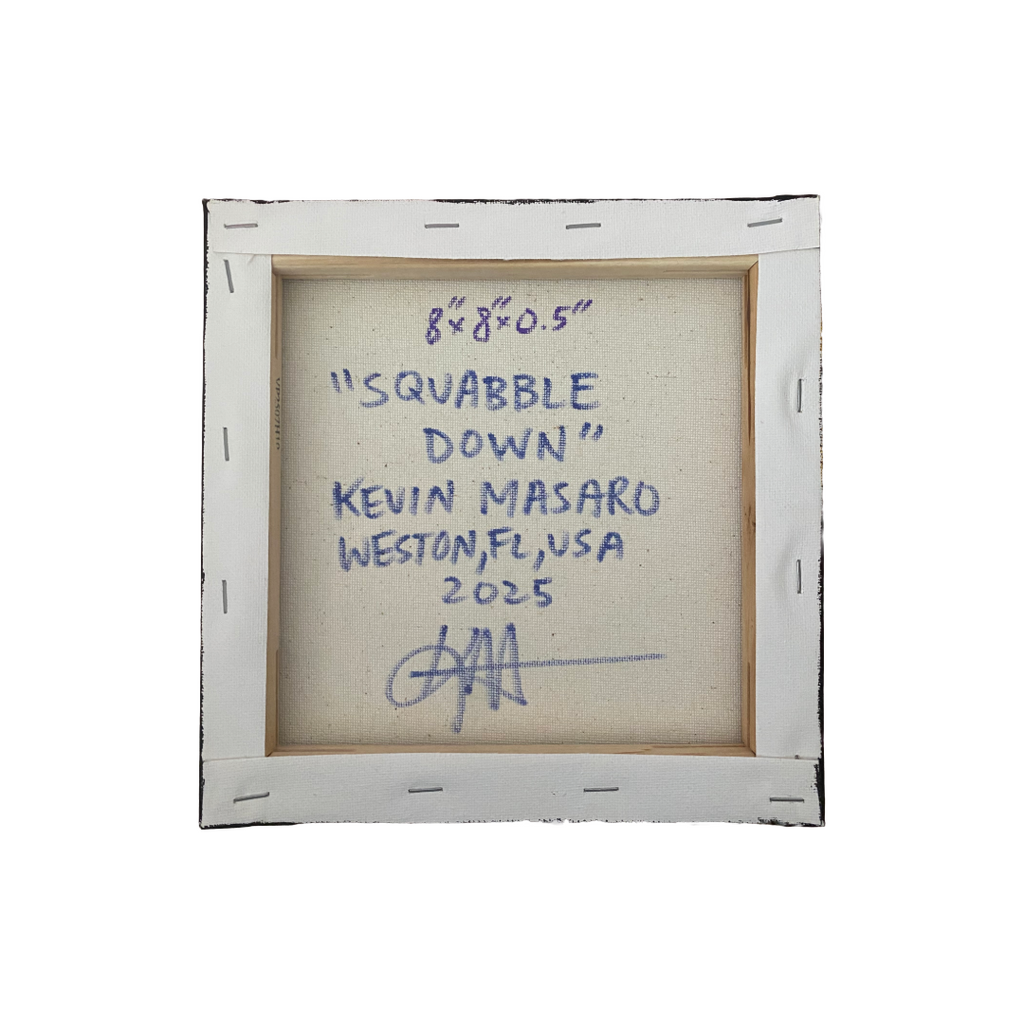 8"x8"x0.5"
"SQUABBLE
DOWN"
KEVIN MASARO
WESTON, FL, USA
2025